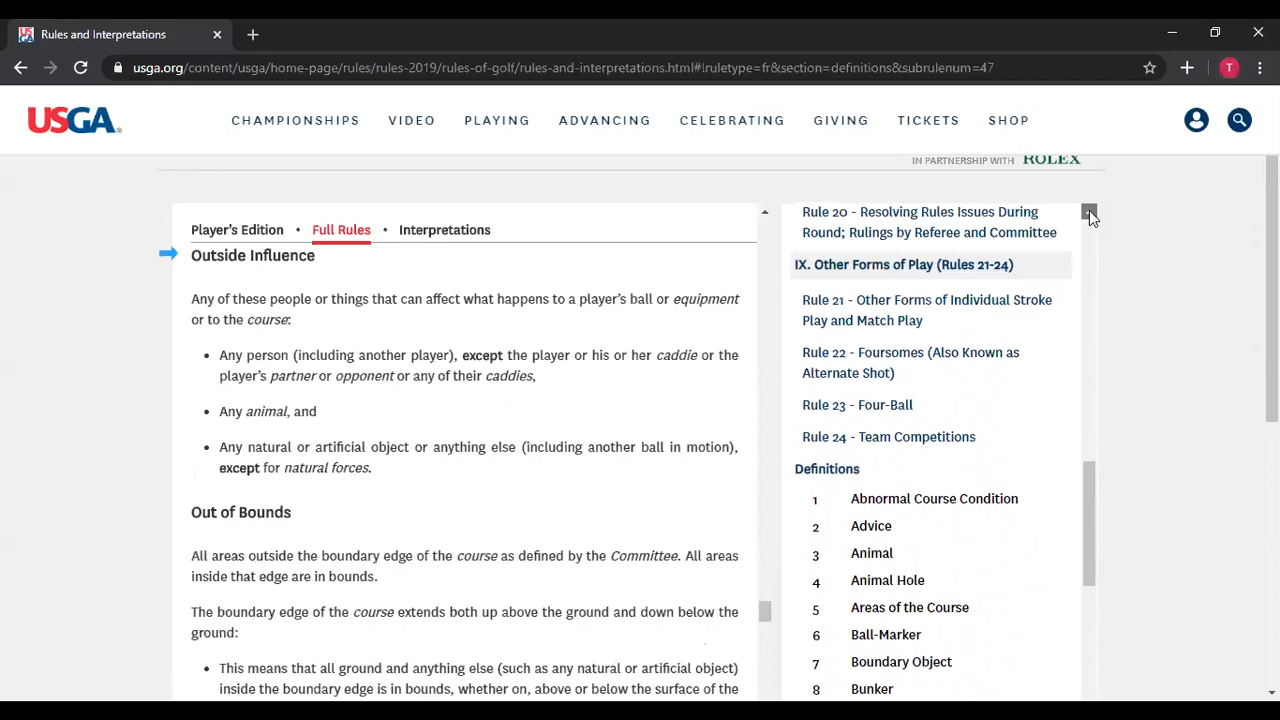 Rules and Interpretations
usga.org/content/usga/home-page/rules/rules-2019/rules-of-golf/rules-and-interpretations.html#!ruletype=fr&section=definitions&subrulenum=47
T
USGA
CHAMPIONSHIPS VIDEO PLAYING ADVANCING CELEBRATING GIVING TICKETS SHOP
IN PARTNERSHIP WITH ROLEX
Player's Edition • Full Rules • Interpretations
Outside Influence
Any of these people or things that can affect what happens to a player's ball or equipment
or to the course:
• Any person (including another player), except the player or his or her caddie or the
player's partner or opponent or any of their caddies,
• Any animal, and
• Any natural or artificial object or anything else (including another ball in motion),
except for natural forces.
Out of Bounds
All areas outside the boundary edge of the course as defined by the Committee. All areas
inside that edge are in bounds.
The boundary edge of the course extends both up above the ground and down below the
ground:
• This means that all ground and anything else (such as any natural or artificial object)
inside the boundary edge is in bounds, whether on, above or below the surface of the
Rule 20 - Resolving Rules Issues During
Round; Rulings by Referee and Committee
IX. Other Forms of Play (Rules 21-24)
Rule 21 - Other Forms of Individual Stroke
Play and Match Play
Rule 22 - Foursomes (Also Known as
Alternate Shot)
Rule 23 - Four-Ball
Rule 24 - Team Competitions
Definitions
1 Abnormal Course Condition
2 Advice
3 Animal
4 Animal Hole
5 Areas of the Course
6 Ball-Marker
7 Boundary Object
8 Bunker